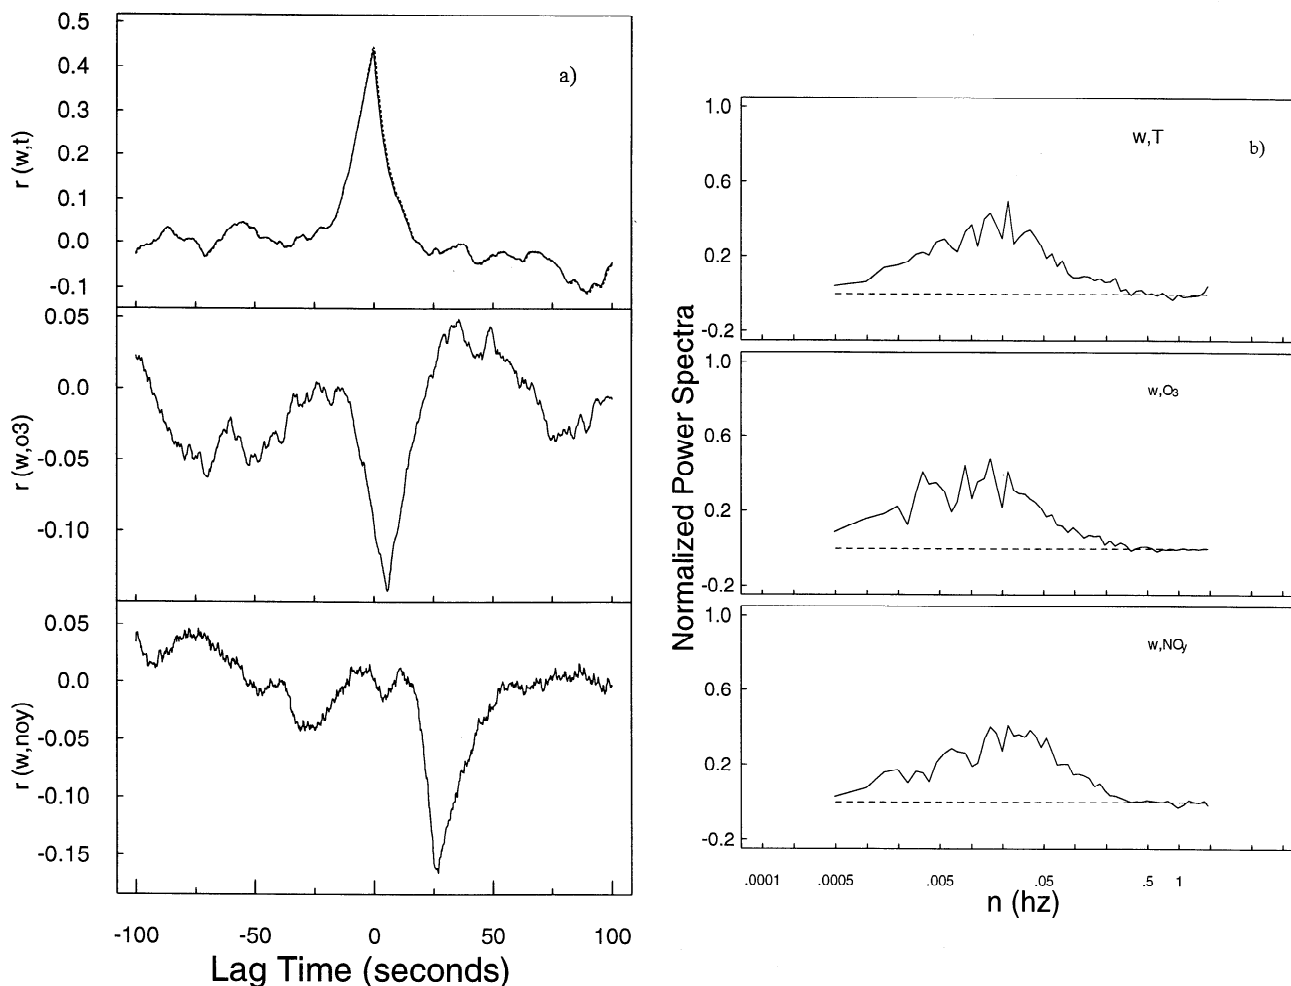 0.5
0.4
0.3
0.2
0.1
0.0
-0.1
r (w,t)
a)
0.05
0.0
-0.05
-0.10
r (w,o3)
0.05
0.0
-0.05
-0.10
-0.15
r (w,noy)
-100 -50 0 50 100
Lag Time (seconds)
Normalized Power Spectra
1.0
0.6
0.2
-0.2
w,T
b)
1.0
0.6
0.2
-0.2
w,O₃
1.0
0.6
0.2
-0.2
w,NOy
.0001 .0005 .005 .05 .5 1
n (hz)